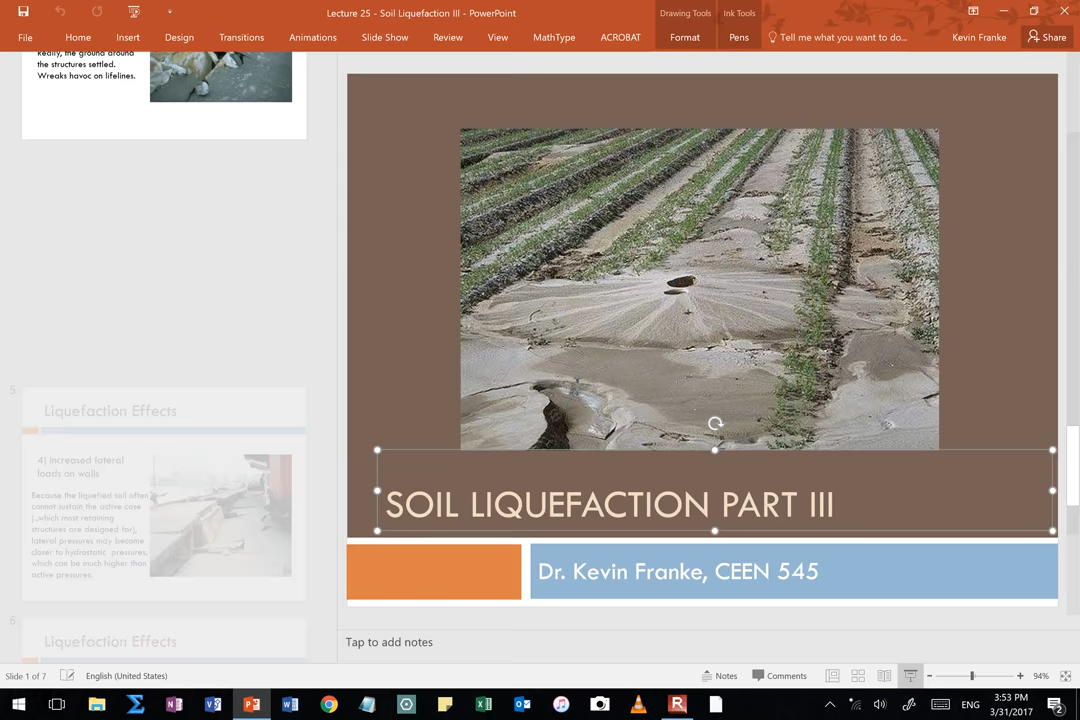 Lecture 25 - Soil Liquefaction III - PowerPoint
Drawing Tools
Ink Tools
File
Home
Insert
Design
Transitions
Animations
Slide Show
Review
View
MathType
ACROBAT
Format
Pens
Tell me what you want to do...
Kevin Franke
Share
Really, the ground around
the structures settled.
Wreaks havoc on lifelines.
5
Liquefaction Effects
4) Increased lateral
loads on walls
Because the liquefied soil often
cannot sustain the active case
(..which most retaining
structures are designed for),
lateral pressures may become
closer to hydrostatic pressures,
which can be much higher than
active pressures.
6
Liquefaction Effects
SOIL LIQUEFACTION PART III
Dr. Kevin Franke, CEEN 545
Tap to add notes
Slide 1 of 7
English (United States)
Notes
Comments
94%
ENG
3:53 PM
3/31/2017
2